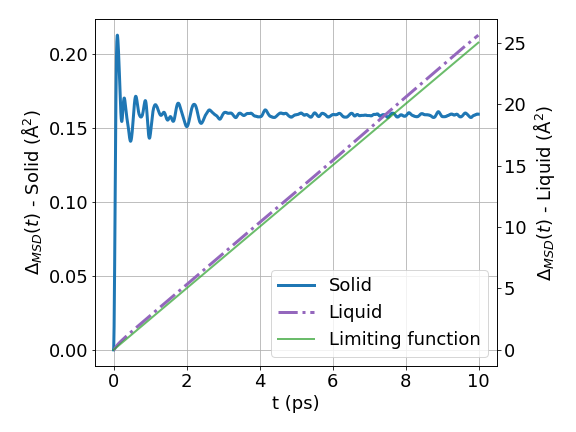 Δ_MSD(t) - Solid (Å²)
0.20
0.15
0.10
0.05
0.00
25
20
15
10
5
0
Δ_MSD(t) - Liquid (Å²)
Solid
Liquid
Limiting function
0 2 4 6 8 10
t (ps)